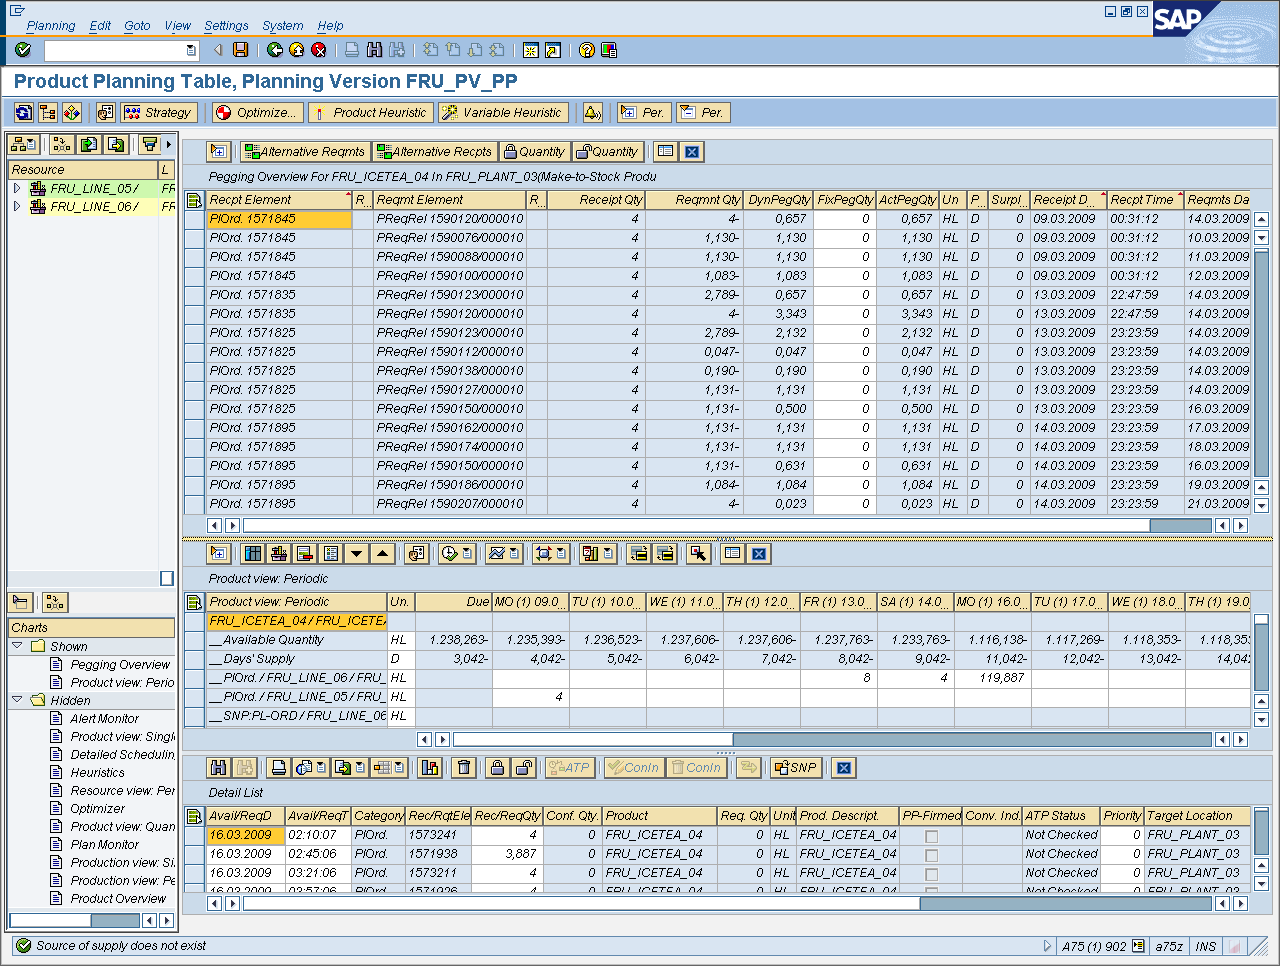 Planning Edit Goto View Settings System Help
SAP
Product Planning Table, Planning Version FRU_PV_PP
Strategy Optimize... Product Heuristic Variable Heuristic Per. Per.
Resource L
FRU_LINE_05/ FR
FRU_LINE_06/ FR
Charts
Shown
Pegging Overview
Product view: Perio
Hidden
Alert Monitor
Product view: Singl
Detailed Schedulin
Heuristics
Resource view: Per
Optimizer
Product view: Quan
Plan Monitor
Production view: Si
Production view: Pe
Product Overview
Alternative Reqmts Alternative Recpts Quantity Quantity
Pegging Overview For FRU_ICETEA_04 In FRU_PLANT_03(Make-to-Stock Produ
Recpt Element R... Reqmt Element R... Receipt Qty Reqmnt Qty DynPegQty FixPegQty ActPegQty Un P... Surpl... Receipt D... Recpt Time Reqmts Da
PlOrd. 1571845 PReqRel 1590120/000010 4 4- 0,657 0 0,657 HL D 0 09.03.2009 00:31:12 14.03.2009
PlOrd. 1571845 PReqRel 1590076/000010 4 1,130- 1,130 0 1,130 HL D 0 09.03.2009 00:31:12 10.03.2009
PlOrd. 1571845 PReqRel 1590088/000010 4 1,130- 1,130 0 1,130 HL D 0 09.03.2009 00:31:12 11.03.2009
PlOrd. 1571845 PReqRel 1590100/000010 4 1,083- 1,083 0 1,083 HL D 0 09.03.2009 00:31:12 12.03.2009
PlOrd. 1571835 PReqRel 1590123/000010 4 2,789- 0,657 0 0,657 HL D 0 13.03.2009 22:47:59 14.03.2009
PlOrd. 1571835 PReqRel 1590120/000010 4 4- 3,343 0 3,343 HL D 0 13.03.2009 22:47:59 14.03.2009
PlOrd. 1571825 PReqRel 1590123/000010 4 2,789- 2,132 0 2,132 HL D 0 13.03.2009 23:23:59 14.03.2009
PlOrd. 1571825 PReqRel 1590112/000010 4 0,047- 0,047 0 0,047 HL D 0 13.03.2009 23:23:59 14.03.2009
PlOrd. 1571825 PReqRel 1590138/000010 4 0,190- 0,190 0 0,190 HL D 0 13.03.2009 23:23:59 14.03.2009
PlOrd. 1571825 PReqRel 1590127/000010 4 1,131- 1,131 0 1,131 HL D 0 13.03.2009 23:23:59 14.03.2009
PlOrd. 1571825 PReqRel 1590150/000010 4 1,131- 0,500 0 0,500 HL D 0 13.03.2009 23:23:59 16.03.2009
PlOrd. 1571895 PReqRel 1590162/000010 4 1,131- 1,131 0 1,131 HL D 0 14.03.2009 23:23:59 17.03.2009
PlOrd. 1571895 PReqRel 1590174/000010 4 1,131- 1,131 0 1,131 HL D 0 14.03.2009 23:23:59 18.03.2009
PlOrd. 1571895 PReqRel 1590150/000010 4 1,131- 0,631 0 0,631 HL D 0 14.03.2009 23:23:59 16.03.2009
PlOrd. 1571895 PReqRel 1590186/000010 4 1,084- 1,084 0 1,084 HL D 0 14.03.2009 23:23:59 19.03.2009
PlOrd. 1571895 PReqRel 1590207/000010 4 4- 0,023 0 0,023 HL D 0 14.03.2009 23:23:59 21.03.2009
Product view: Periodic
Product view: Periodic Un. Due MO (1) 09.0... TU (1) 10.0... WE (1) 11.0... TH (1) 12.0... FR (1) 13.0... SA (1) 14.0... MO (1) 16.0... TU (1) 17.0... WE (1) 18.0... TH (1) 19.0
FRU_ICETEA_04 / FRU_ICETEA
__Available Quantity HL 1.238,263- 1.235,393- 1.236,523- 1.237,606- 1.237,606- 1.237,763- 1.233,763- 1.116,138- 1.117,269- 1.118,353- 1.118,353
__Days' Supply D 3,042- 4,042- 5,042- 6,042- 7,042- 8,042- 9,042- 11,042- 12,042- 13,042- 14,042
__PlOrd. / FRU_LINE_06 / FRU_ HL 8 4 119,887
__PlOrd. / FRU_LINE_05 / FRU_ HL 4
__SNP:PL-ORD / FRU_LINE_06 HL
ATP ConIn ConIn SNP
Detail List
Avail/ReqD Avail/ReqT Category Rec/RqtEle Rec/ReqQty Conf. Qty. Product Req. Qty Unit Prod. Descript. PP-Firmed Conv. Ind. ATP Status Priority Target Location
16.03.2009 02:10:07 PlOrd. 1573241 4 0 FRU_ICETEA_04 0 HL FRU_ICETEA_04 Not Checked 0 FRU_PLANT_03
16.03.2009 02:45:06 PlOrd. 1571938 3,887 0 FRU_ICETEA_04 0 HL FRU_ICETEA_04 Not Checked 0 FRU_PLANT_03
16.03.2009 03:21:06 PlOrd. 1573211 4 0 FRU_ICETEA_04 0 HL FRU_ICETEA_04 Not Checked 0 FRU_PLANT_03
16.03.2009 03:57:06 PlOrd. 1571926 4 0 FRU_ICETEA_04 0 HL FRU_ICETEA_04 Not Checked 0 FRU_PLANT_03
Source of supply does not exist A75 (1) 902 a75z INS